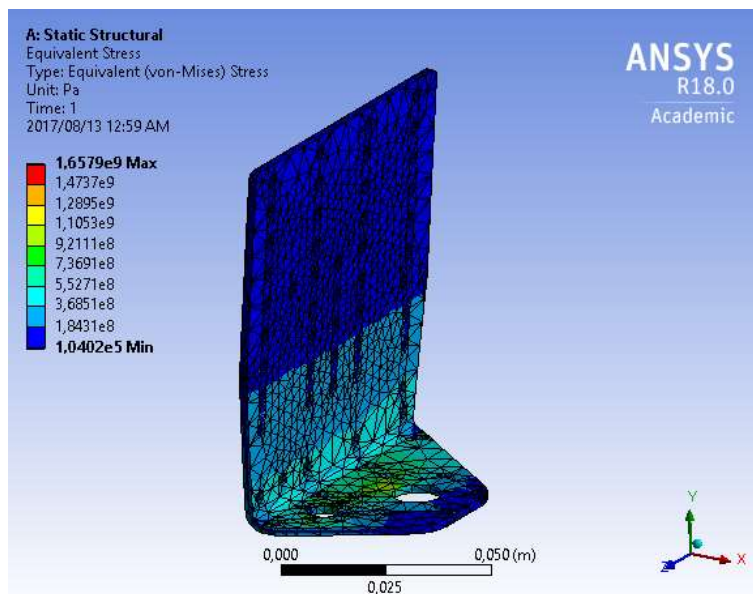 A: Static Structural
Equivalent Stress
Type: Equivalent (von-Mises) Stress
Unit: Pa
Time: 1
2017/08/13 12:59 AM
1,6579e9 Max
1,4737e9
1,2895e9
1,1053e9
9,2111e8
7,3691e8
5,5271e8
3,6851e8
1,8431e8
1,0402e5 Min
ANSYS
R18.0
Academic
0,000
0,050 (m)
0,025
Y
X
Z